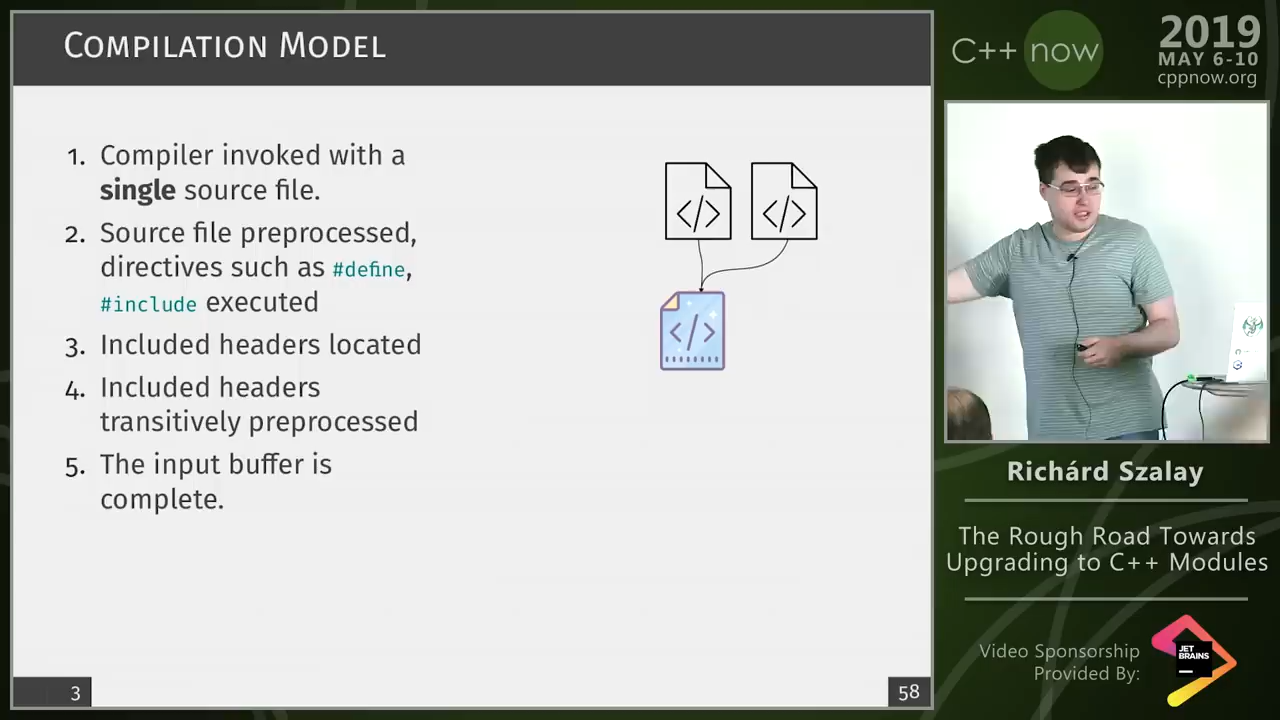 COMPILATION MODEL
1. Compiler invoked with a
single source file.
2. Source file preprocessed,
directives such as #define,
#include executed
3. Included headers located
4. Included headers
transitively preprocessed
5. The input buffer is
complete.
</>
</>
</>
3
58
C++ now
2019
MAY 6-10
cppnow.org
Richárd Szalay
The Rough Road Towards
Upgrading to C++ Modules
Video Sponsorship
Provided By:
JET
BRAINS